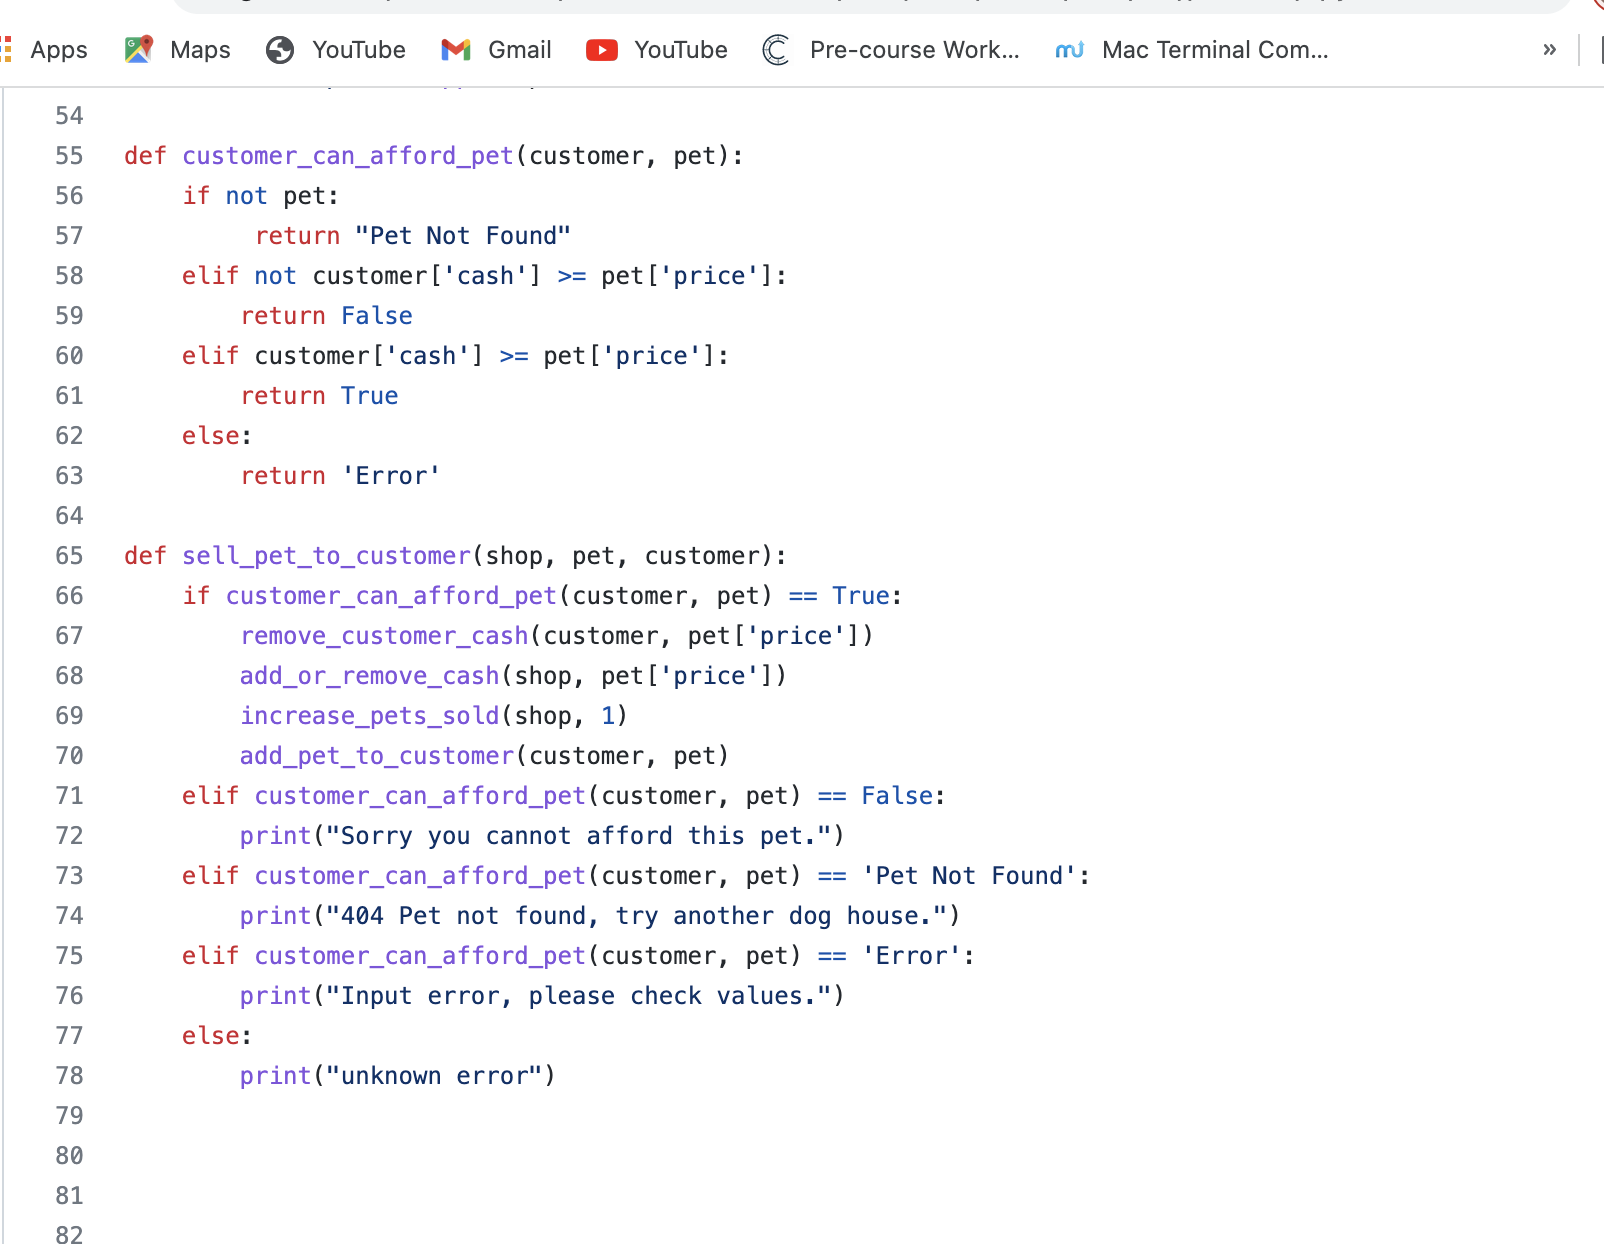 Apps Maps YouTube Gmail YouTube Pre-course Work... Mac Terminal Com... »
54
55 def customer_can_afford_pet(customer, pet):
56     if not pet:
57          return "Pet Not Found"
58     elif not customer['cash'] >= pet['price']:
59         return False
60     elif customer['cash'] >= pet['price']:
61         return True
62     else:
63         return 'Error'
64
65 def sell_pet_to_customer(shop, pet, customer):
66     if customer_can_afford_pet(customer, pet) == True:
67         remove_customer_cash(customer, pet['price'])
68         add_or_remove_cash(shop, pet['price'])
69         increase_pets_sold(shop, 1)
70         add_pet_to_customer(customer, pet)
71     elif customer_can_afford_pet(customer, pet) == False:
72         print("Sorry you cannot afford this pet.")
73     elif customer_can_afford_pet(customer, pet) == 'Pet Not Found':
74         print("404 Pet not found, try another dog house.")
75     elif customer_can_afford_pet(customer, pet) == 'Error':
76         print("Input error, please check values.")
77     else:
78         print("unknown error")
79
80
81
82